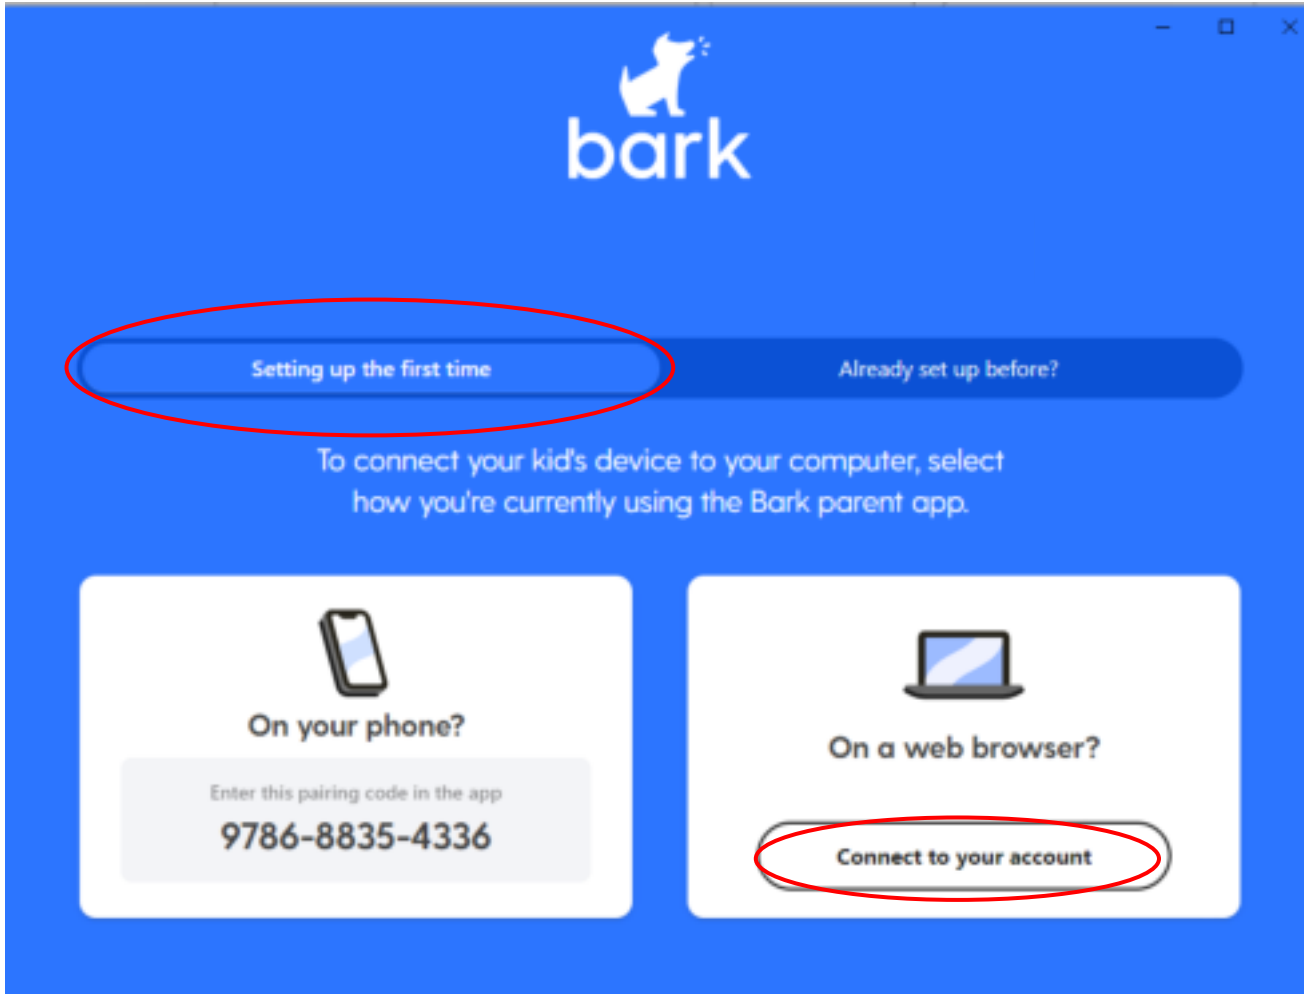 bark
Setting up the first time
Already set up before?
To connect your kid's device to your computer, select
how you're currently using the Bark parent app.
On your phone?
Enter this pairing code in the app
9786-8835-4336
On a web browser?
Connect to your account